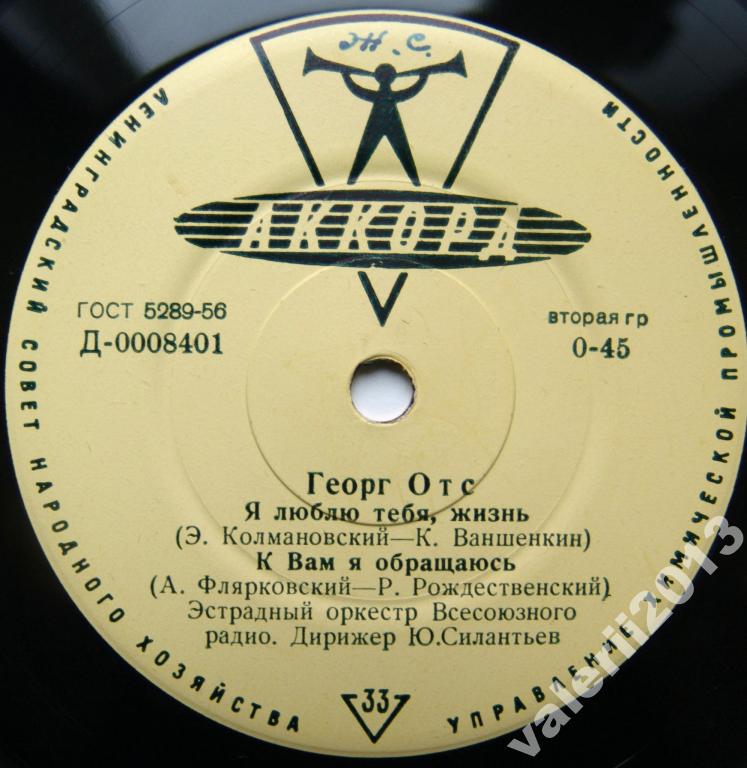 Ж. С.
АККОРД
ЛЕНИНГРАДСКИЙ СОВЕТ НАРОДНОГО ХОЗЯЙСТВА
УПРАВЛЕНИЕ ХИМИЧЕСКОЙ ПРОМЫШЛЕННОСТИ
ГОСТ 5289-56
Д-0008401
вторая гр
0-45
Георг Отс
Я люблю тебя, жизнь
(Э. Колмановский—К. Ваншенкин)
К Вам я обращаюсь
(А. Флярковский—Р. Рождественский)
Эстрадный оркестр Всесоюзного
радио. Дирижер Ю.Силантьев
33
valerii2013